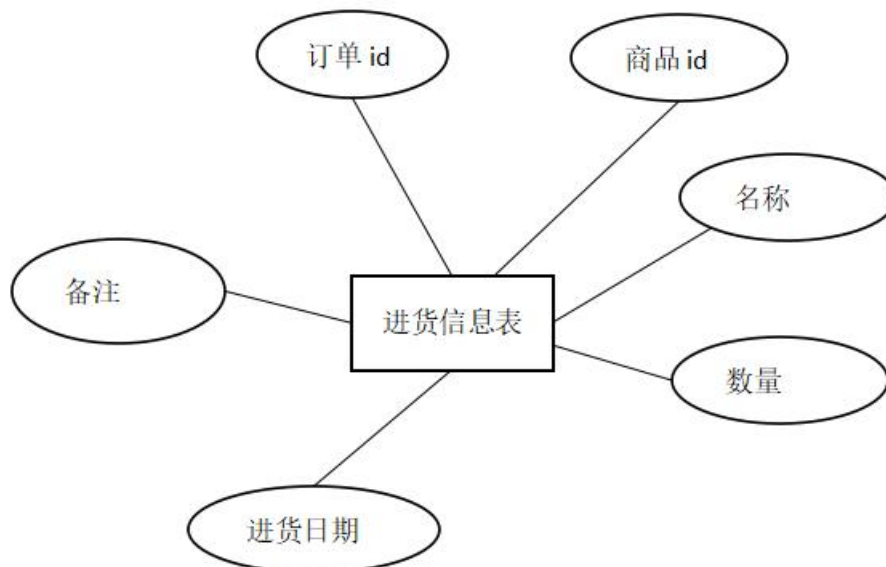 订单 id
商品 id
名称
备注
进货信息表
数量
进货日期